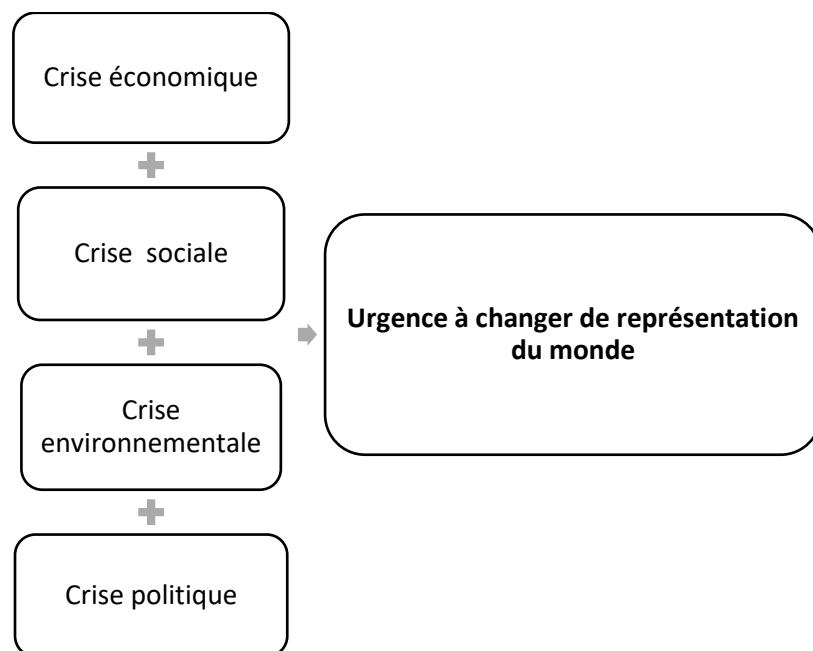 Crise économique
Crise sociale
Urgence à changer de représentation
du monde
Crise
environnementale
Crise politique